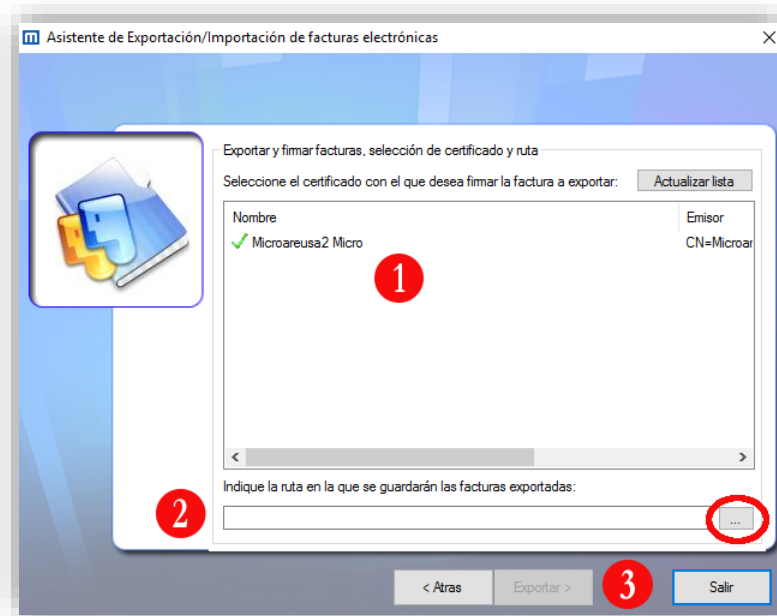 Asistente de Exportación/Importación de facturas electrónicas
Exportar y firmar facturas, selección de certificado y ruta
Seleccione el certificado con el que desea firmar la factura a exportar: Actualizar lista
Nombre Emisor
Microareusa2 Micro CN=Microar
1
Indique la ruta en la que se guardarán las facturas exportadas:
2 ...
< Atras Exportar > 3 Salir